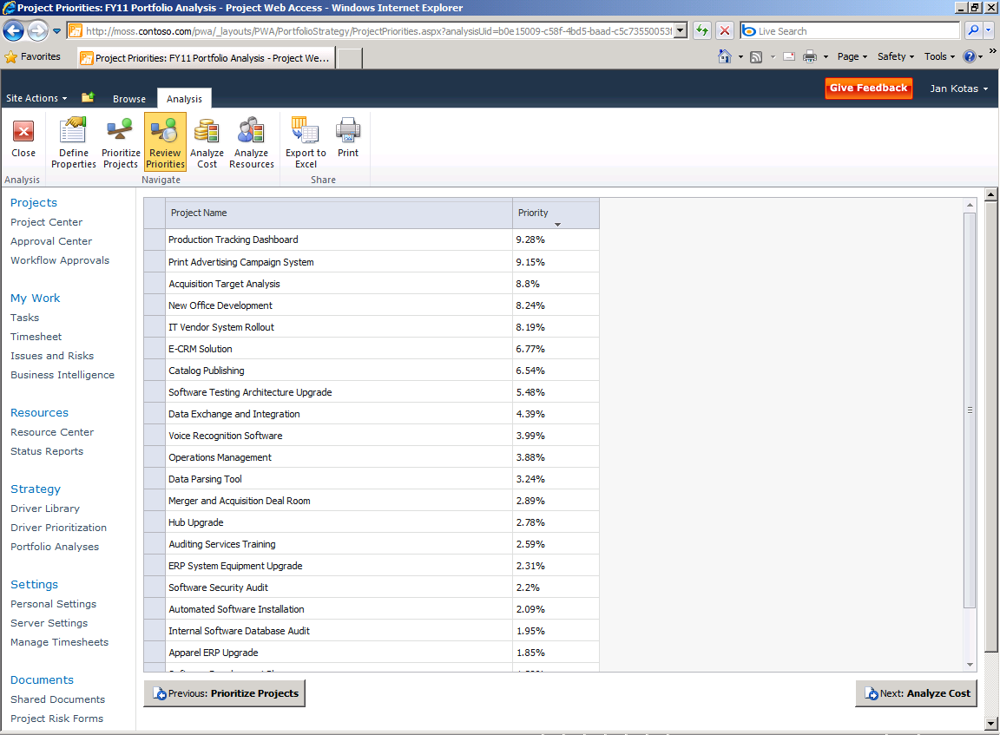 Project Priorities: FY11 Portfolio Analysis - Project Web Access - Windows Internet Explorer
http://moss.contoso.com/pwa/_layouts/PWA/PortfolioStrategy/ProjectPriorities.aspx?analysisUid=b0e15009-c58f-4bd5-baad-c5c73550053f
Live Search
Favorites
Project Priorities: FY11 Portfolio Analysis - Project We...
Page
Safety
Tools
Site Actions
Browse
Analysis
Give Feedback
Jan Kotas
Close
Define Properties
Prioritize Projects
Review Priorities
Analyze Cost
Analyze Resources
Export to Excel
Print
Analysis
Navigate
Share
Projects
Project Center
Approval Center
Workflow Approvals
My Work
Tasks
Timesheet
Issues and Risks
Business Intelligence
Resources
Resource Center
Status Reports
Strategy
Driver Library
Driver Prioritization
Portfolio Analyses
Settings
Personal Settings
Server Settings
Manage Timesheets
Documents
Shared Documents
Project Risk Forms
Project Name Priority
Production Tracking Dashboard 9.28%
Print Advertising Campaign System 9.15%
Acquisition Target Analysis 8.8%
New Office Development 8.24%
IT Vendor System Rollout 8.19%
E-CRM Solution 6.77%
Catalog Publishing 6.54%
Software Testing Architecture Upgrade 5.48%
Data Exchange and Integration 4.39%
Voice Recognition Software 3.99%
Operations Management 3.88%
Data Parsing Tool 3.24%
Merger and Acquisition Deal Room 2.89%
Hub Upgrade 2.78%
Auditing Services Training 2.59%
ERP System Equipment Upgrade 2.31%
Software Security Audit 2.2%
Automated Software Installation 2.09%
Internal Software Database Audit 1.95%
Apparel ERP Upgrade 1.85%
Previous: Prioritize Projects
Next: Analyze Cost